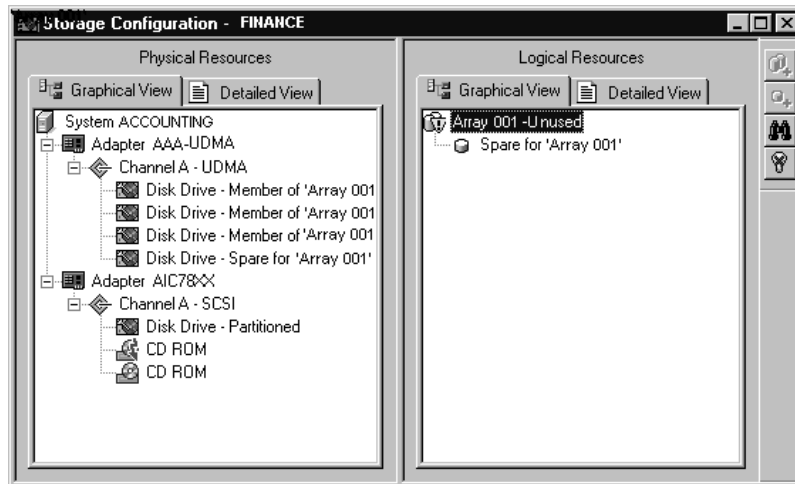 Storage Configuration - FINANCE
Physical Resources
Graphical View
Detailed View
System ACCOUNTING
Adapter AAA-UDMA
Channel A - UDMA
Disk Drive - Member of 'Array 001
Disk Drive - Member of 'Array 001
Disk Drive - Member of 'Array 001
Disk Drive - Spare for 'Array 001'
Adapter AIC78XX
Channel A - SCSI
Disk Drive - Partitioned
CD ROM
CD ROM
Logical Resources
Graphical View
Detailed View
Array 001 -Unused
Spare for 'Array 001'